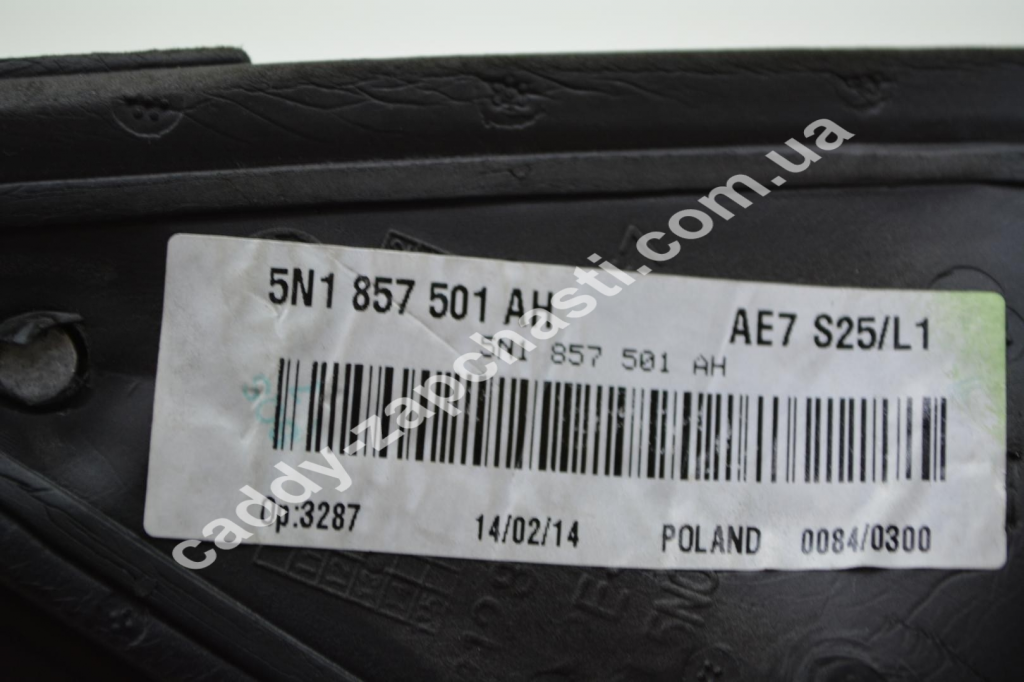 5N1 857 501 AH
AE7 S25/L1
5N1 857 501 AH
Op:3287
14/02/14
POLAND
0084/0300
caddy-zapchasti.com.ua